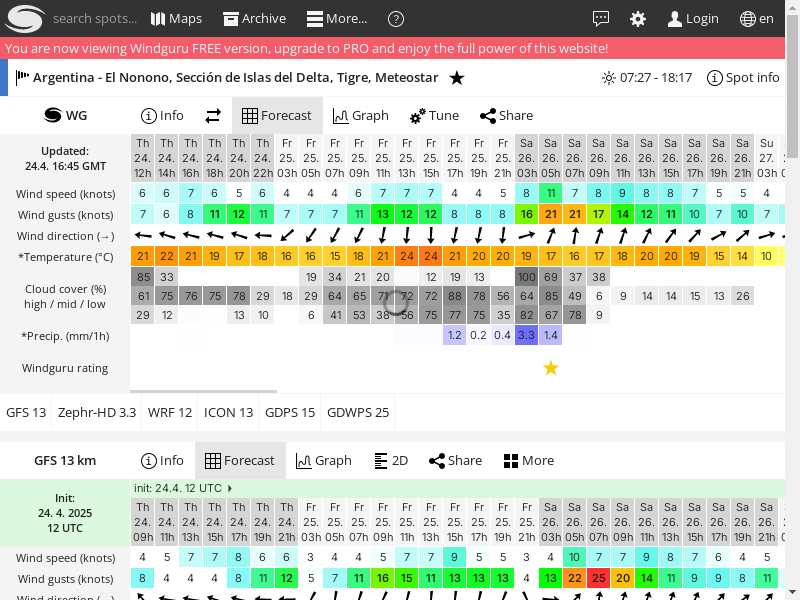 search spots... Maps Archive More... ? Login en
You are now viewing Windguru FREE version, upgrade to PRO and enjoy the full power of this website!
Argentina - El Nonono, Sección de Islas del Delta, Tigre, Meteostar ★ 07:27 - 18:17 Spot info
WG Info Forecast Graph Tune Share
Updated:
24.4. 16:45 GMT
Th Th Th Th Th Th Fr Fr Fr Fr Fr Fr Fr Fr Fr Fr Sa Sa Sa Sa Sa Sa Sa Sa Sa Sa Su
24. 24. 24. 24. 24. 24. 25. 25. 25. 25. 25. 25. 25. 25. 25. 25. 26. 26. 26. 26. 26. 26. 26. 26. 26. 26. 27.
12h 14h 16h 18h 20h 22h 03h 05h 07h 09h 11h 13h 15h 17h 19h 21h 03h 05h 07h 09h 11h 13h 15h 17h 19h 21h 03h
Wind speed (knots) 6 6 7 6 5 6 4 4 4 6 7 7 7 4 4 5 8 11 7 8 9 8 8 7 5 5 4
Wind gusts (knots) 7 6 8 11 12 11 7 7 7 11 13 12 12 8 8 8 16 21 21 17 14 12 11 10 7 10 7
Wind direction (→)
*Temperature (°C) 21 22 21 19 17 18 16 16 15 18 21 24 24 21 20 20 19 17 16 17 18 20 20 19 15 14 10
Cloud cover (%)
high / mid / low
85 33 19 34 21 20 12 19 13 100 69 37 38
61 75 76 75 78 29 18 29 64 65 71 72 72 88 78 56 64 85 49 6 9 14 14 15 13 26
29 12 13 10 6 41 53 38 56 75 77 75 35 82 67 78 9
*Precip. (mm/1h) 1.2 0.2 0.4 3.3 1.4
Windguru rating
GFS 13 Zephr-HD 3.3 WRF 12 ICON 13 GDPS 15 GDWPS 25
GFS 13 km Info Forecast Graph 2D Share More
init: 24.4. 12 UTC
Init:
24. 4. 2025
12 UTC
Th Th Th Th Th Th Th Fr Fr Fr Fr Fr Fr Fr Fr Fr Fr Sa Sa Sa Sa Sa Sa Sa Sa Sa Sa
24. 24. 24. 24. 24. 24. 24. 25. 25. 25. 25. 25. 25. 25. 25. 25. 25. 26. 26. 26. 26. 26. 26. 26. 26. 26. 26.
09h 11h 13h 15h 17h 19h 21h 03h 05h 07h 09h 11h 13h 15h 17h 19h 21h 03h 05h 07h 09h 11h 13h 15h 17h 19h 21h
Wind speed (knots) 4 5 7 7 8 6 6 3 4 4 5 7 7 9 5 5 3 4 10 7 7 9 8 7 6 4 5
Wind gusts (knots) 8 4 4 4 8 11 12 5 7 11 16 15 11 13 13 13 4 13 22 25 20 14 11 9 9 8 11
Wind direction (→)